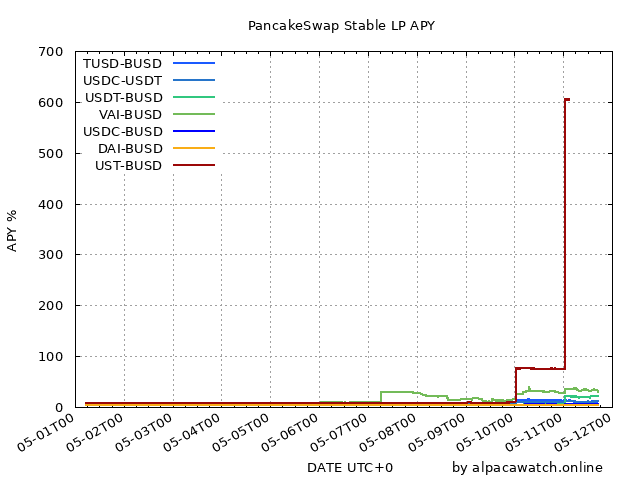 PancakeSwap Stable LP APY
700
600
500
400
300
200
100
0
APY %
TUSD-BUSD
USDC-USDT
USDT-BUSD
VAI-BUSD
USDC-BUSD
DAI-BUSD
UST-BUSD
05-01T00
05-02T00
05-03T00
05-04T00
05-05T00
05-06T00
05-07T00
05-08T00
05-09T00
05-10T00
05-11T00
05-12T00
DATE UTC+0
by alpacawatch.online